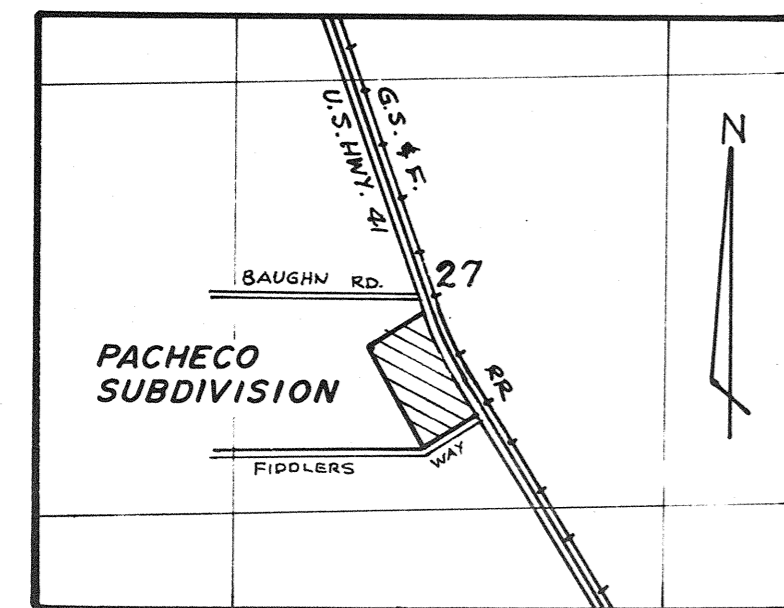 N
G.S. & F.
U.S. HWY. 41
27
BAUGHN RD.
PACHECO
SUBDIVISION
RR
FIDDLERS WAY